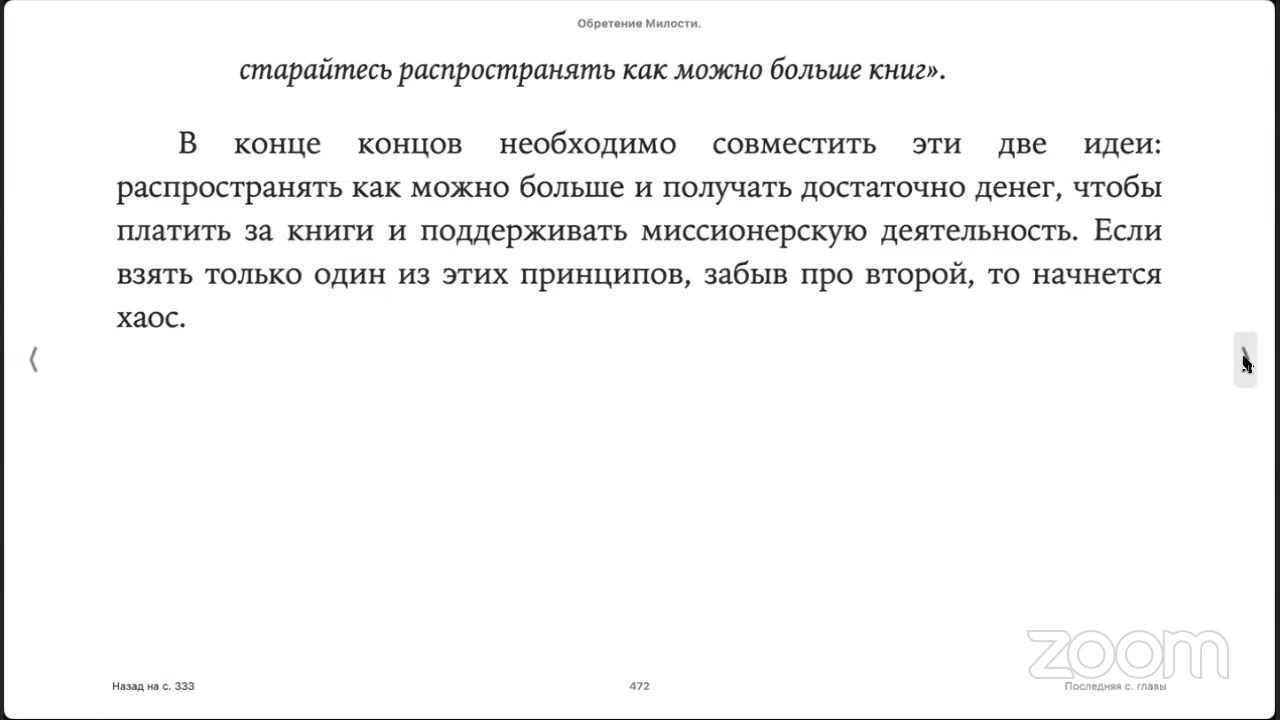 Обретение Милости.
старайтесь распространять как можно больше книг».
В конце концов необходимо совместить эти две идеи:
распространять как можно больше и получать достаточно денег, чтобы
платить за книги и поддерживать миссионерскую деятельность. Если
взять только один из этих принципов, забыв про второй, то начнется
хаос.
zoom
Назад на с. 333
472
Последняя с. главы